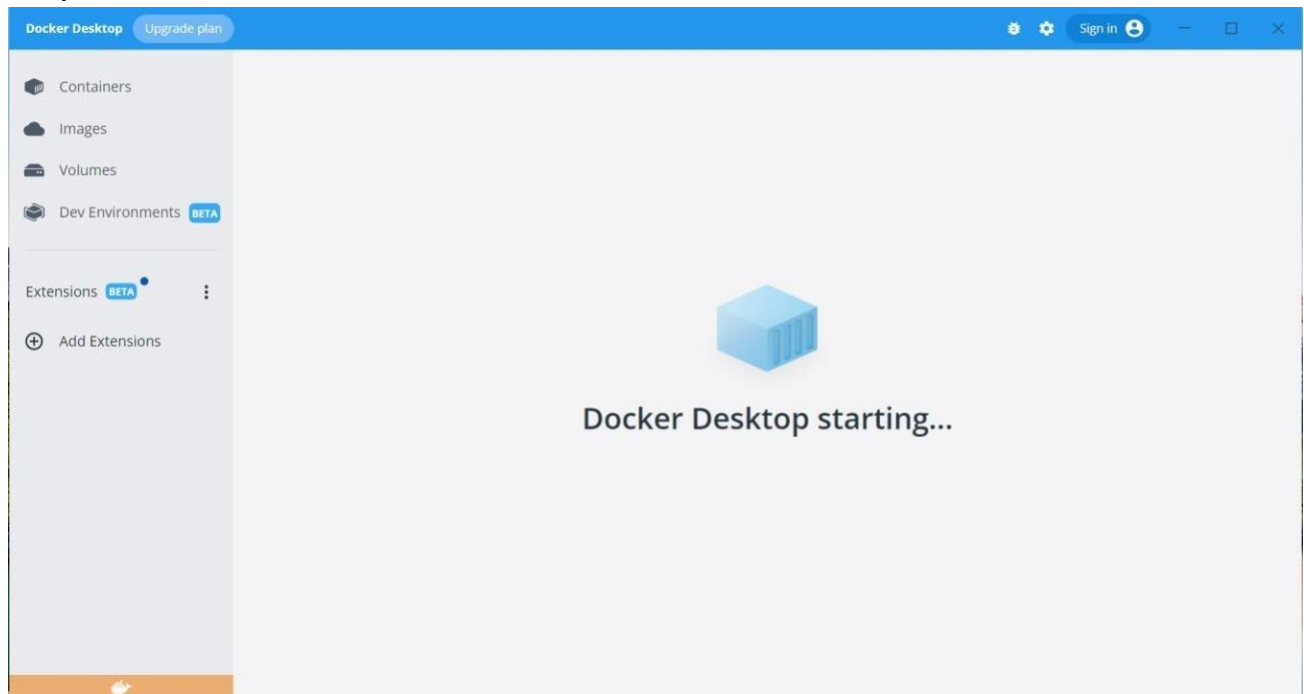 Docker Desktop Upgrade plan Sign in
Containers
Images
Volumes
Dev Environments BETA
Extensions BETA
Add Extensions
Docker Desktop starting...